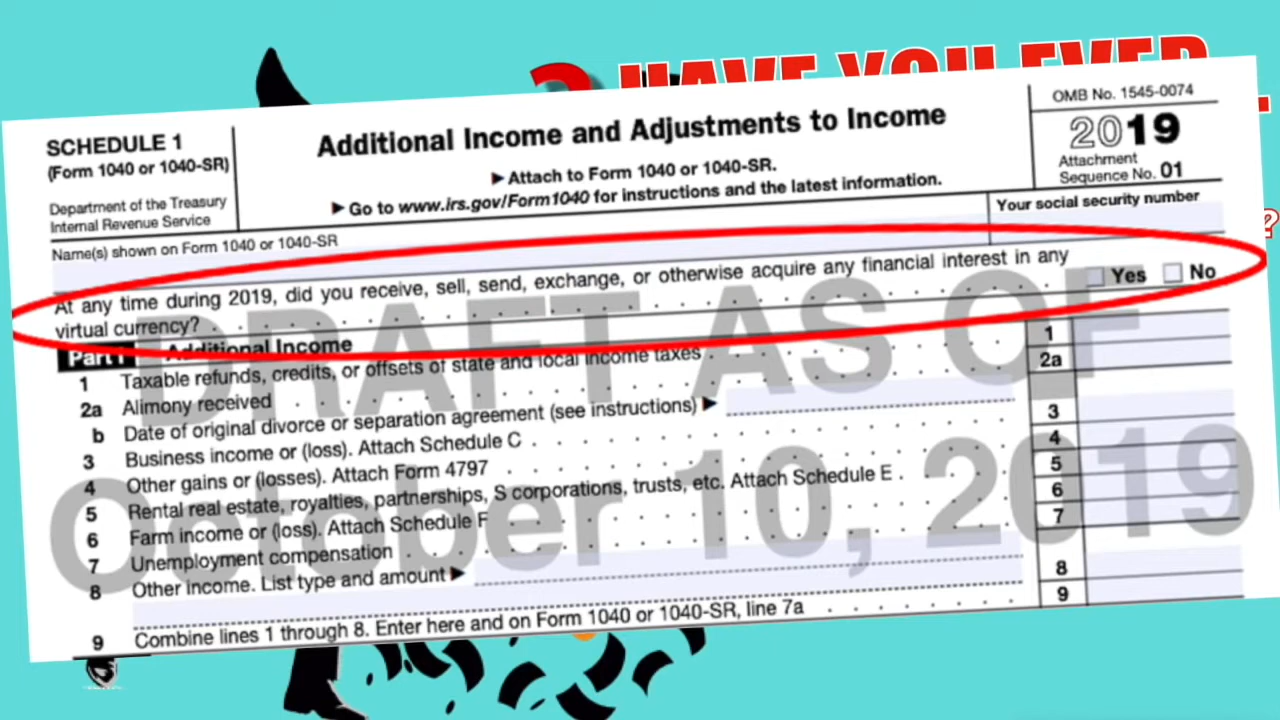 ? HAVE YOU EVER
SCHEDULE 1
(Form 1040 or 1040-SR)
Department of the Treasury
Internal Revenue Service
Additional Income and Adjustments to Income
▶ Attach to Form 1040 or 1040-SR.
▶ Go to www.irs.gov/Form1040 for instructions and the latest information.
OMB No. 1545-0074
2019
Attachment
Sequence No. 01
Name(s) shown on Form 1040 or 1040-SR
Your social security number
At any time during 2019, did you receive, sell, send, exchange, or otherwise acquire any financial interest in any
virtual currency? . . . . . . . . . . . . . . . . . . . . Yes No
Part I Additional Income
1 Taxable refunds, credits, or offsets of state and local income taxes 1
2a Alimony received 2a
b Date of original divorce or separation agreement (see instructions) ▶
3 Business income or (loss). Attach Schedule C 3
4 Other gains or (losses). Attach Form 4797 4
5 Rental real estate, royalties, partnerships, S corporations, trusts, etc. Attach Schedule E 5
6 Farm income or (loss). Attach Schedule F 6
7 Unemployment compensation 7
8 Other income. List type and amount ▶ 8
9 Combine lines 1 through 8. Enter here and on Form 1040 or 1040-SR, line 7a 9
DRAFT AS OF
October 10, 2019
?